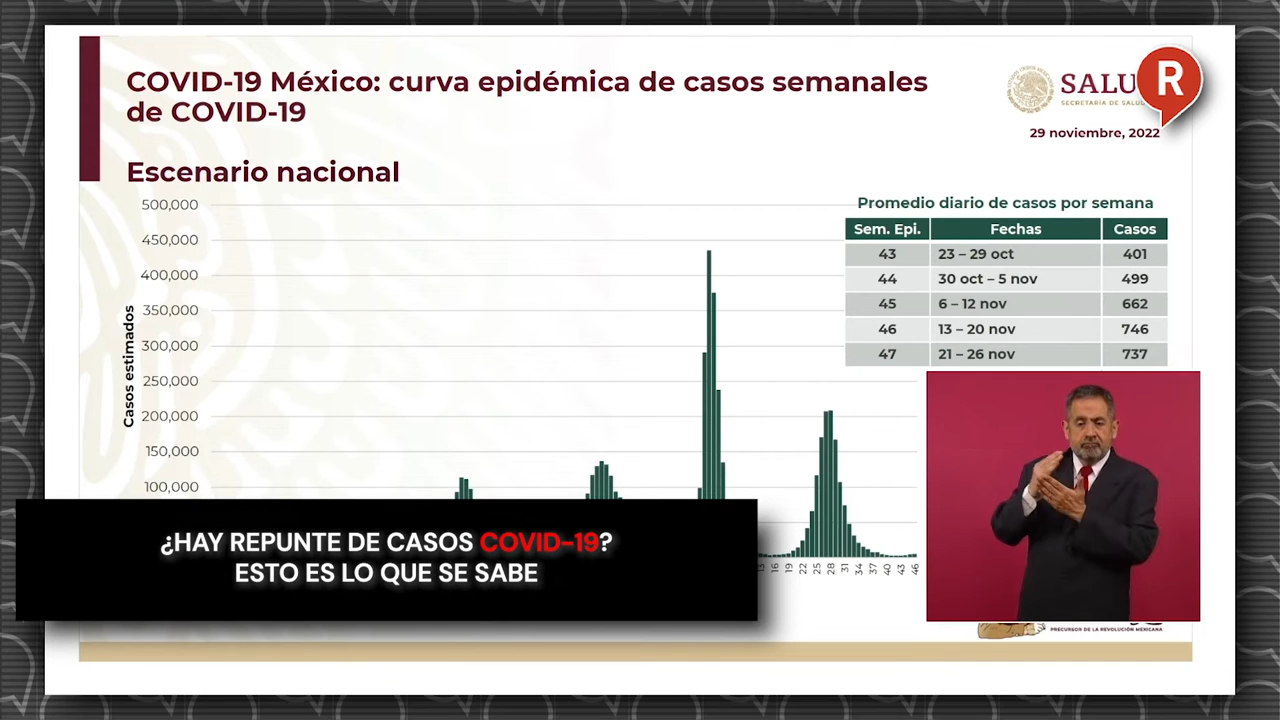 COVID-19 México: curva epidémica de casos semanales
de COVID-19
SALU
SECRETARÍA DE SALU
R
29 noviembre, 2022
Escenario nacional
Promedio diario de casos por semana
Sem. Epi. Fechas Casos
43 23 – 29 oct 401
44 30 oct – 5 nov 499
45 6 – 12 nov 662
46 13 – 20 nov 746
47 21 – 26 nov 737
Casos estimados
500,000
450,000
400,000
350,000
300,000
250,000
200,000
150,000
100,000
13 16 19 22 25 28 31 34 37 40 43 46
¿HAY REPUNTE DE CASOS COVID-19?
ESTO ES LO QUE SE SABE
PRECURSOR DE LA REVOLUCIÓN MEXICANA